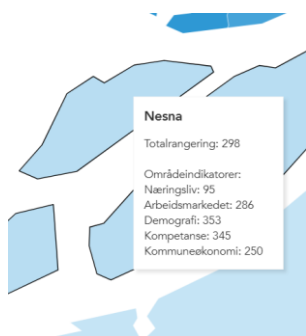 Nesna
Totalrangering: 298
Områdeindikatorer:
Næringsliv: 95
Arbeidsmarkedet: 286
Demografi: 353
Kompetanse: 345
Kommuneøkonomi: 250